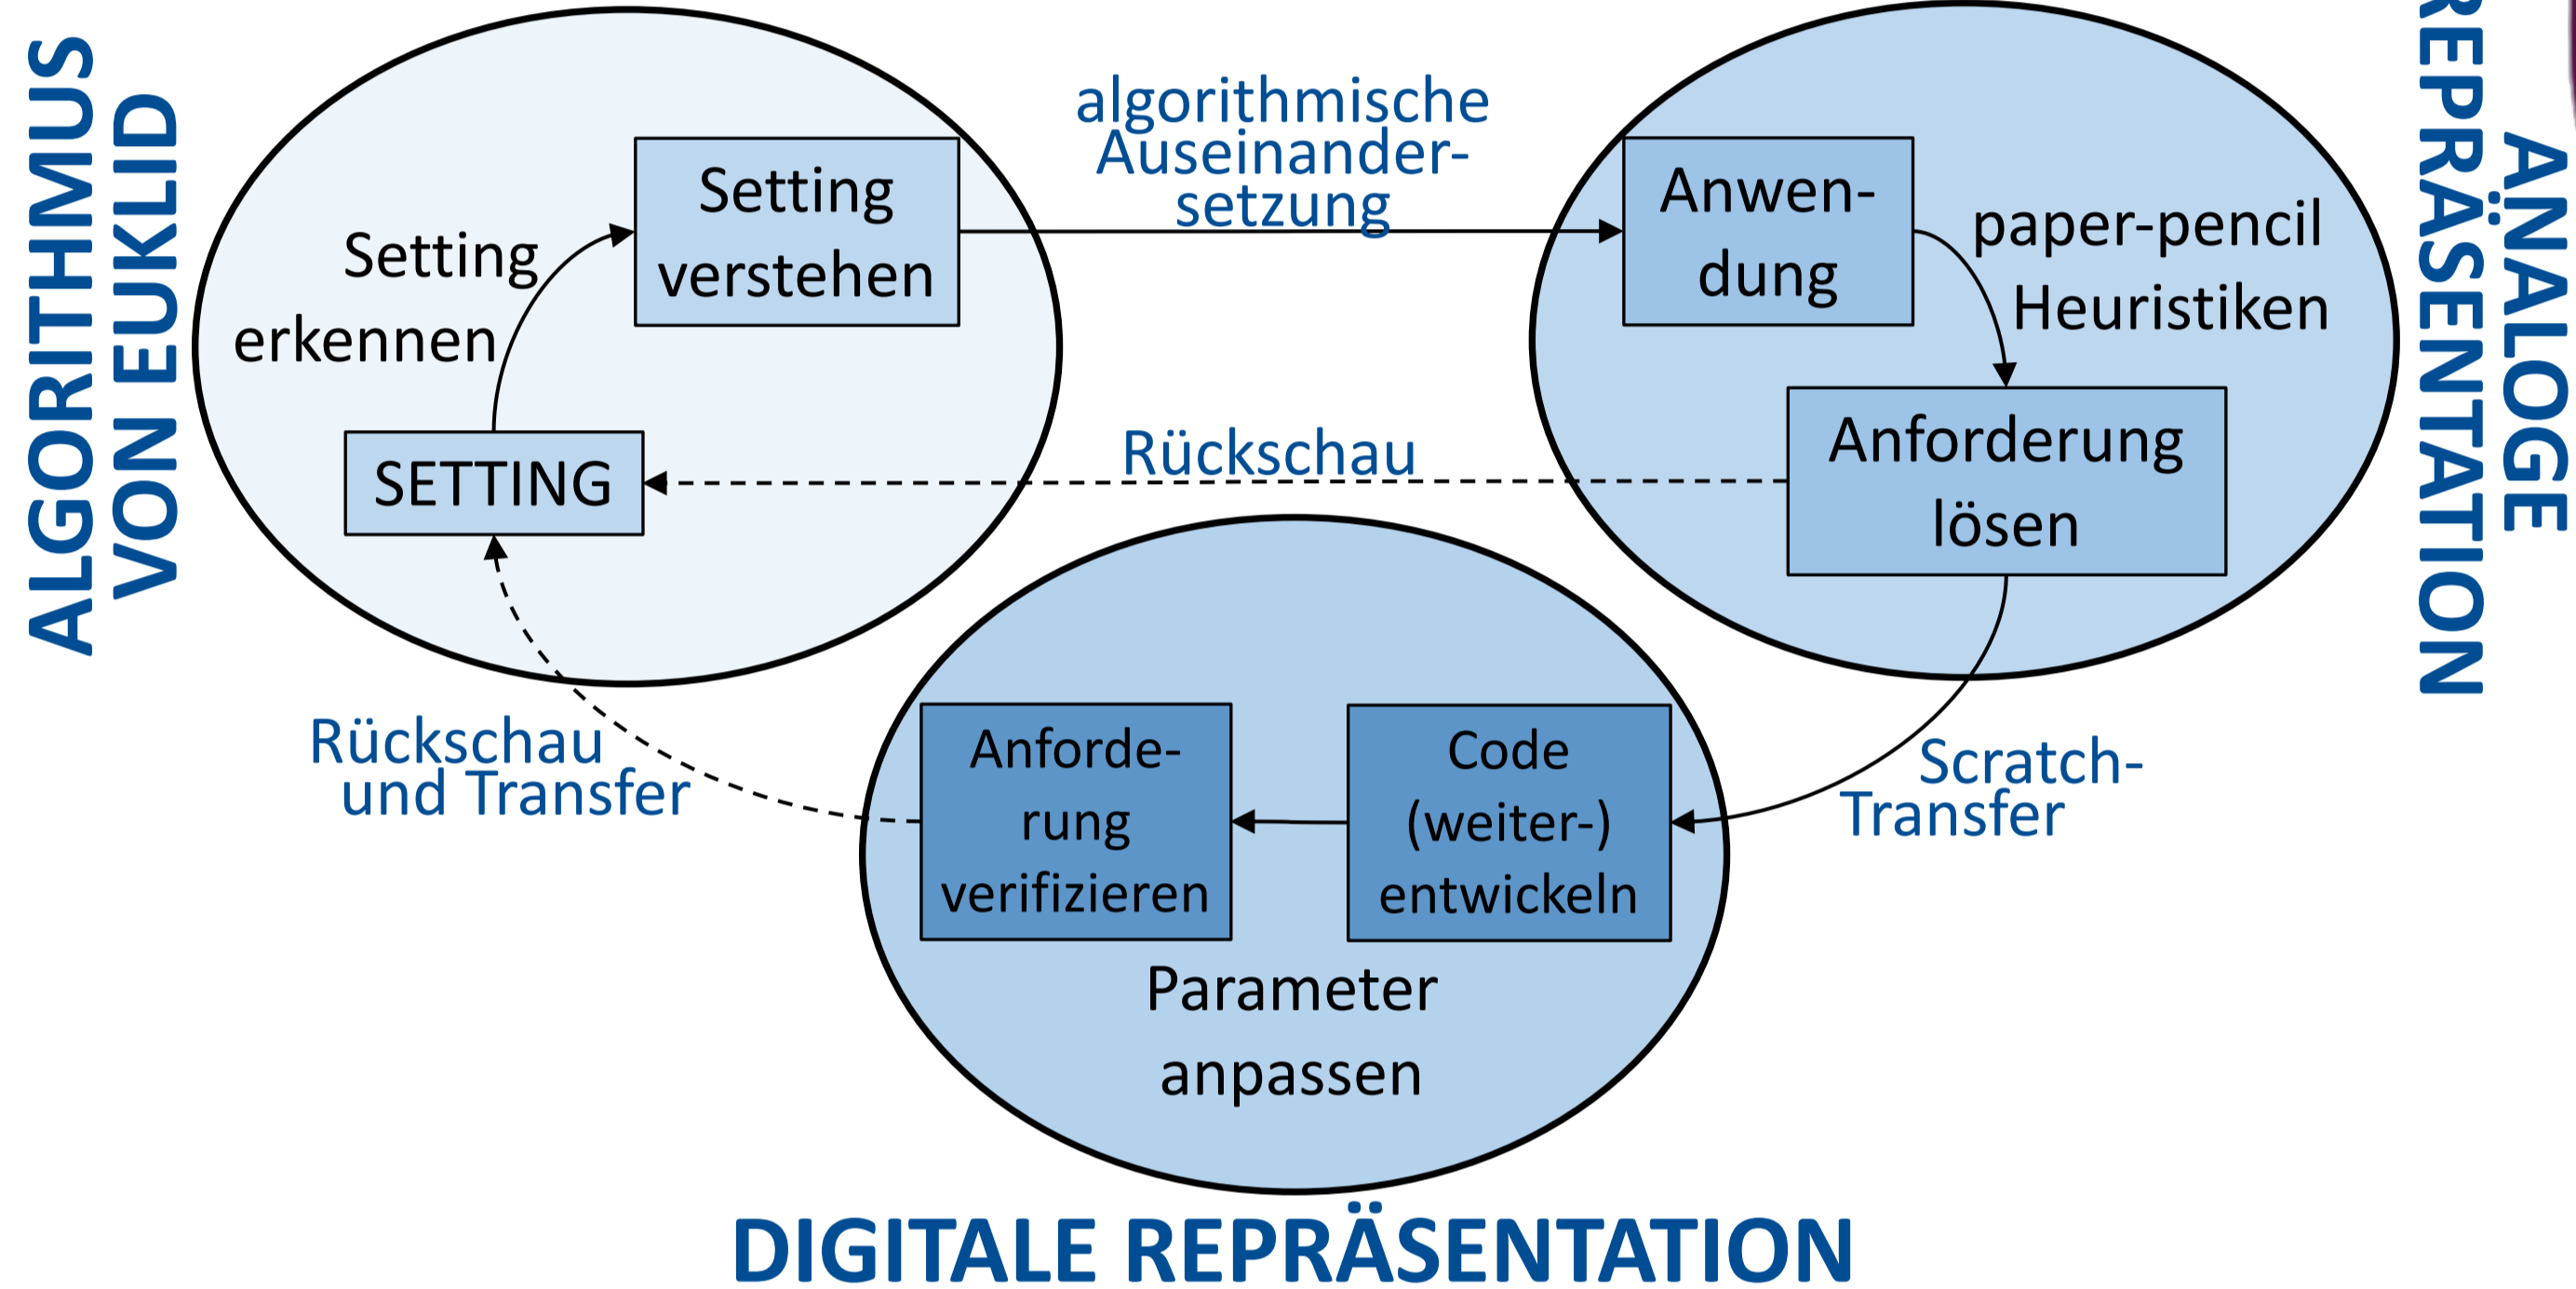 ALGORITHMUS
VON EUKLID
Setting
erkennen
Setting
verstehen
SETTING
algorithmische
Auseinander-
setzung
Rückschau
Anwen-
dung
paper-pencil
Heuristiken
Anforderung
lösen
ANALOGE
REPRÄSENTATION
Rückschau
und Transfer
Anforde-
rung
verifizieren
Code
(weiter-)
entwickeln
Parameter
anpassen
Scratch-
Transfer
DIGITALE REPRÄSENTATION